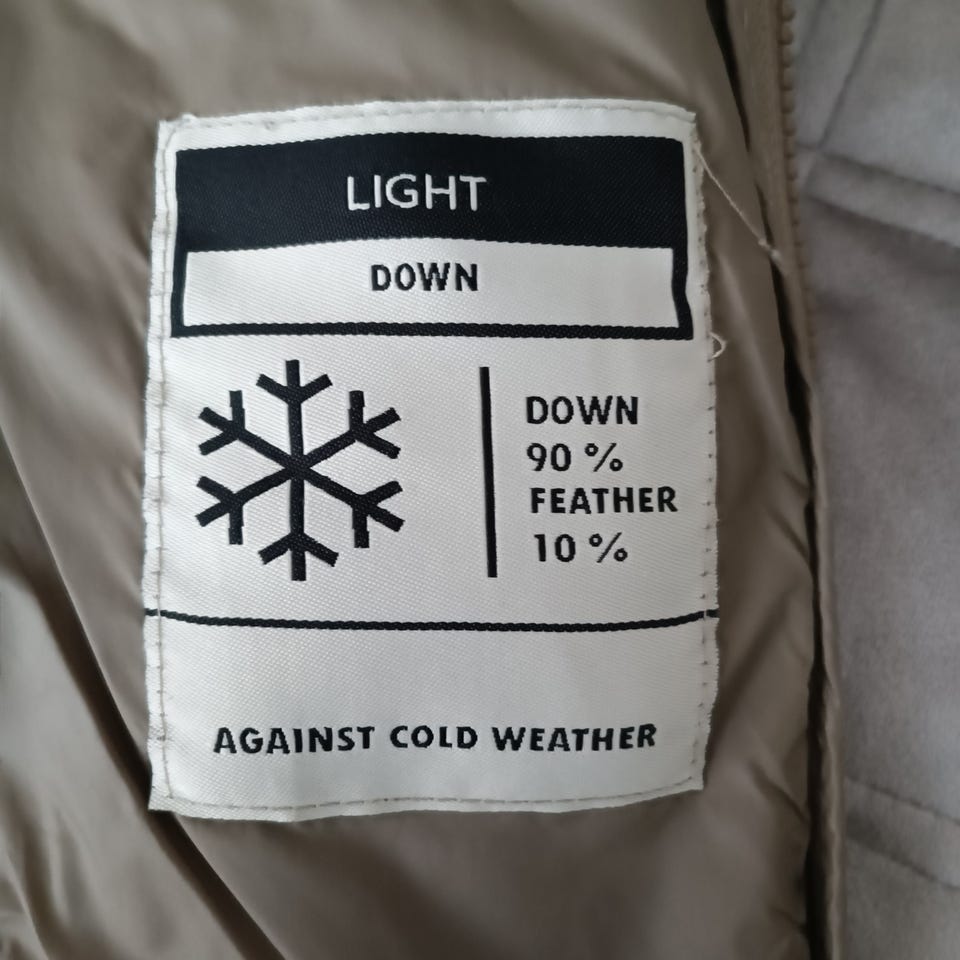 LIGHT
DOWN
DOWN
90 %
FEATHER
10 %
AGAINST COLD WEATHER